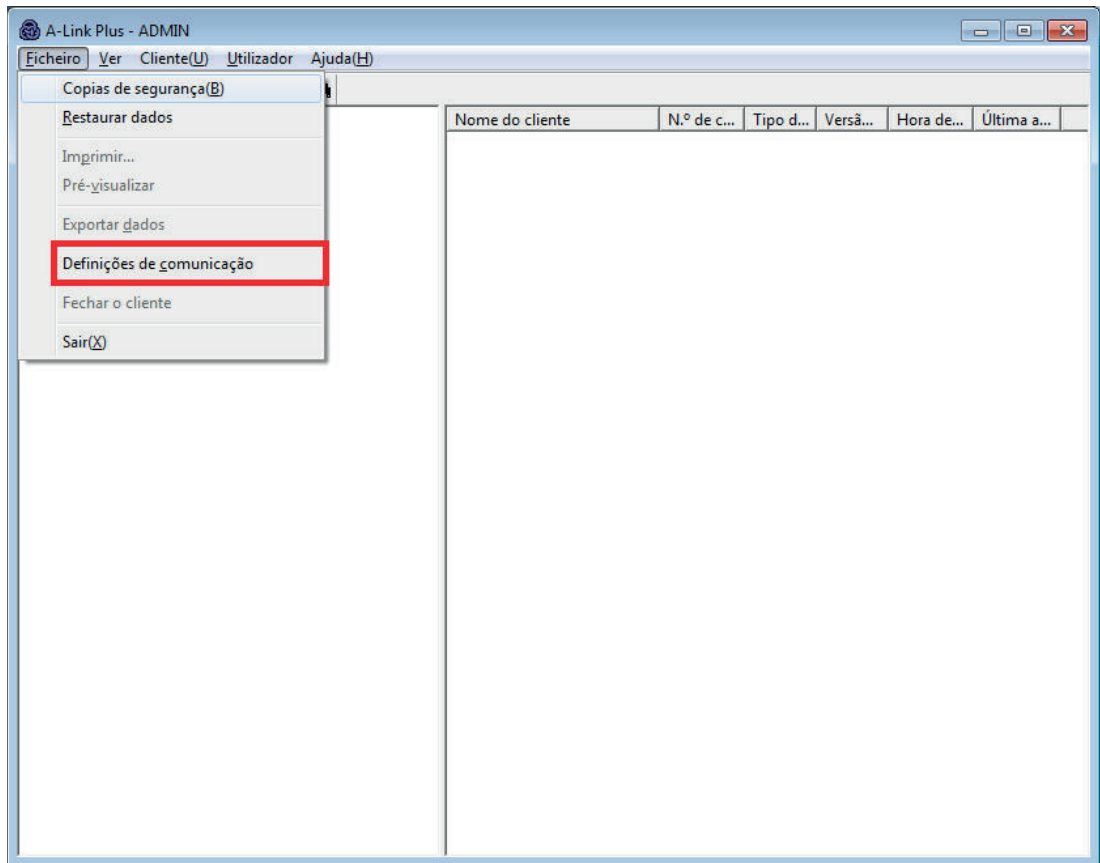 A-Link Plus - ADMIN
Ficheiro Ver Cliente(U) Utilizador Ajuda(H)
Copias de segurança(B)
Restaurar dados
Imprimir...
Pré-visualizar
Exportar dados
Definições de comunicação
Fechar o cliente
Sair(X)
Nome do cliente N.º de c... Tipo d... Versã... Hora de... Última a...